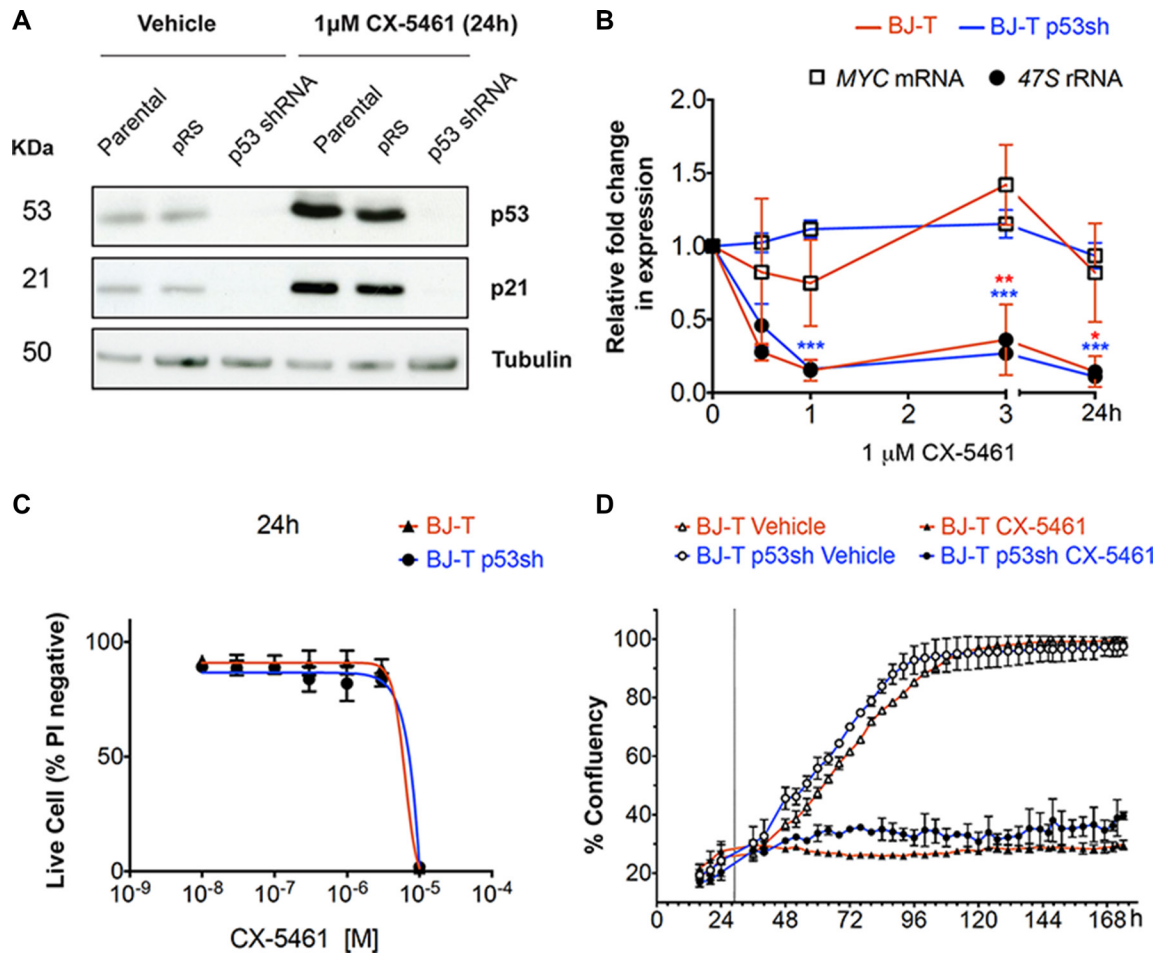 A
Vehicle
1µM CX-5461 (24h)
KDa
Parental
pRS
p53 shRNA
Parental
pRS
p53 shRNA
53
p53
21
p21
50
Tubulin
B
BJ-T
BJ-T p53sh
MYC mRNA
47S rRNA
Relative fold change
in expression
2.0
1.5
1.0
0.5
0.0
***
**
***
*
***
0
1
2
3
24h
1 µM CX-5461
C
24h
BJ-T
BJ-T p53sh
Live Cell (% PI negative)
100
50
0
10⁻⁹
10⁻⁸
10⁻⁷
10⁻⁶
10⁻⁵
10⁻⁴
CX-5461 [M]
D
BJ-T Vehicle
BJ-T CX-5461
BJ-T p53sh Vehicle
BJ-T p53sh CX-5461
% Confluency
100
80
60
40
20
0
24
48
72
96
120
144
168
h